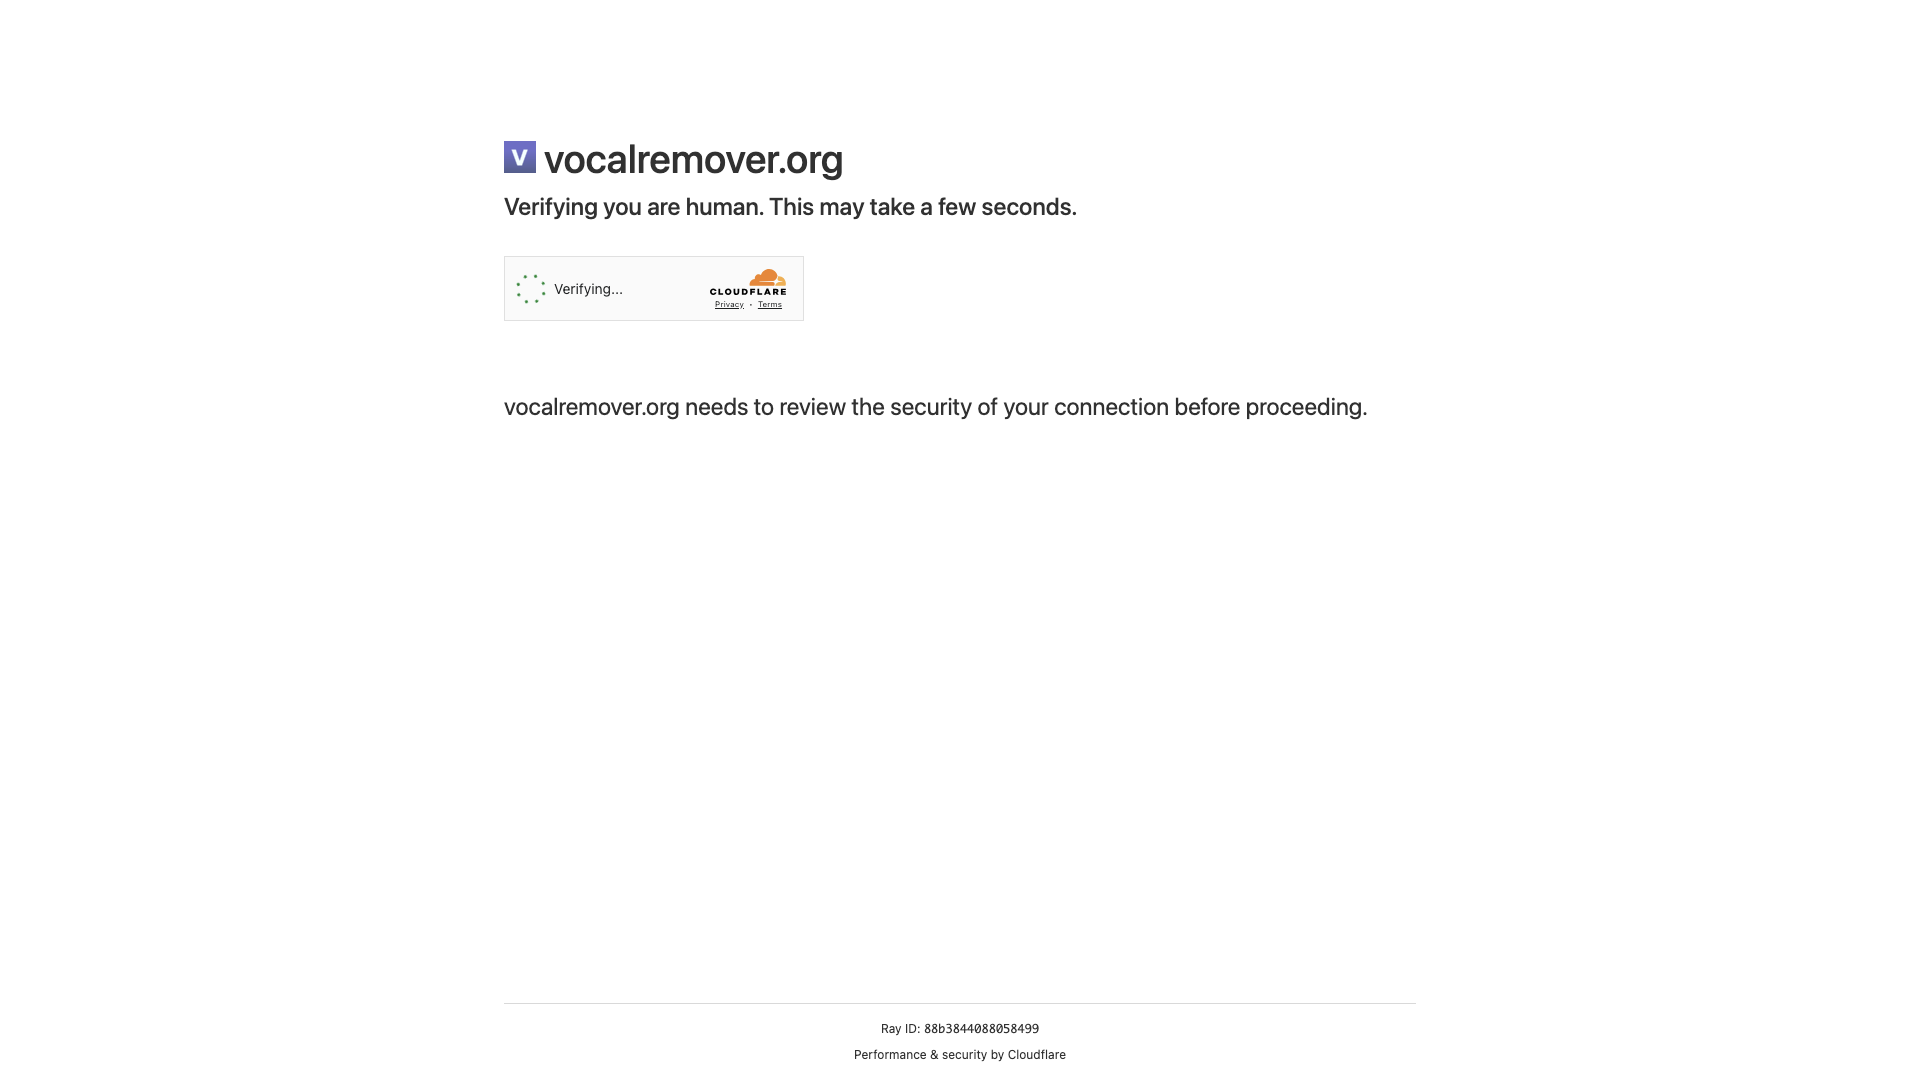 V vocalremover.org
Verifying you are human. This may take a few seconds.
Verifying...
CLOUDFLARE
Privacy • Terms
vocalremover.org needs to review the security of your connection before proceeding.
Ray ID: 88b3844088058499
Performance & security by Cloudflare